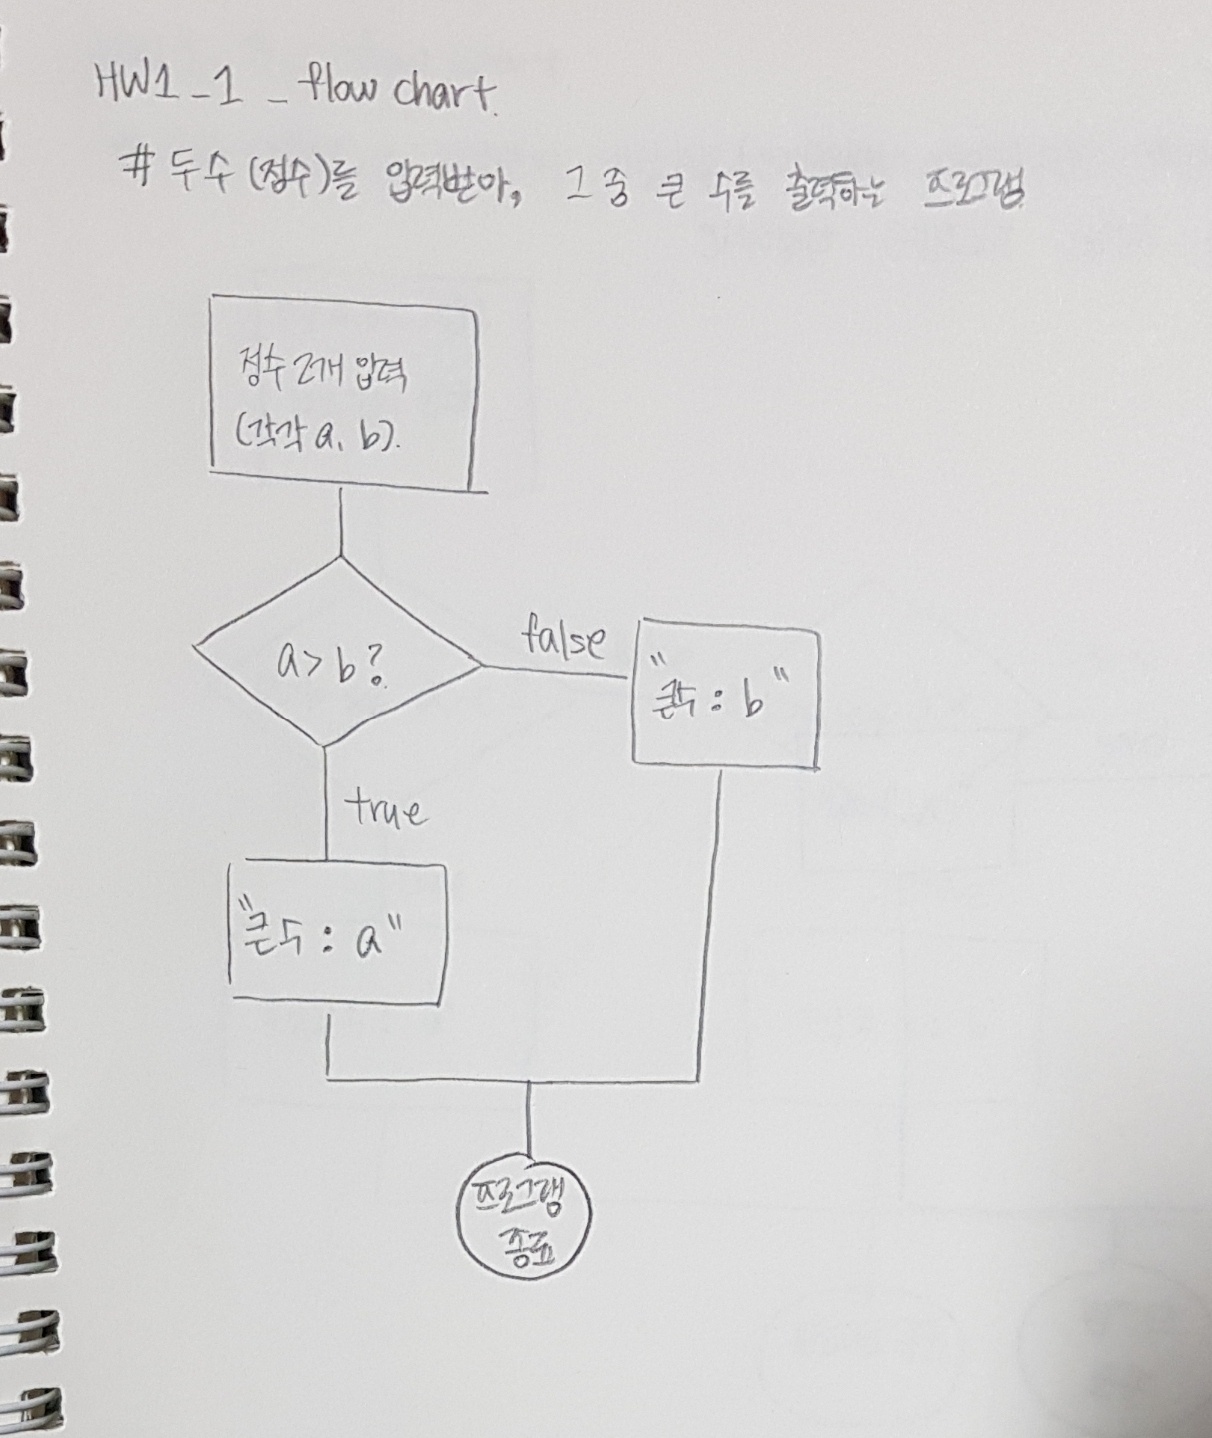 HW1_1 _ flow chart.
# 두수 (정수)를 입력받아, 그 중 큰 수를 출력하는 프로그램.
정수 2개 입력
(각각 a, b).
a > b?
false
"큰수 : b"
true
"큰수 : a"
프로그램
종료